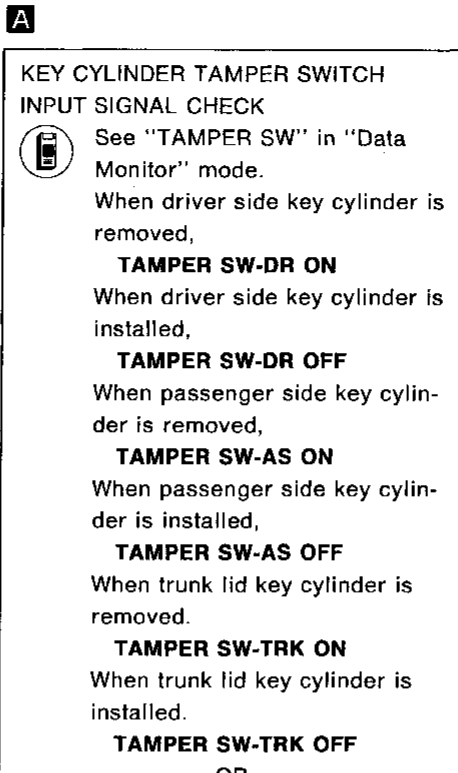 A
KEY CYLINDER TAMPER SWITCH
INPUT SIGNAL CHECK
See "TAMPER SW" in "Data
Monitor" mode.
When driver side key cylinder is
removed,
TAMPER SW-DR ON
When driver side key cylinder is
installed,
TAMPER SW-DR OFF
When passenger side key cylin-
der is removed,
TAMPER SW-AS ON
When passenger side key cylin-
der is installed,
TAMPER SW-AS OFF
When trunk lid key cylinder is
removed.
TAMPER SW-TRK ON
When trunk lid key cylinder is
installed.
TAMPER SW-TRK OFF
OR